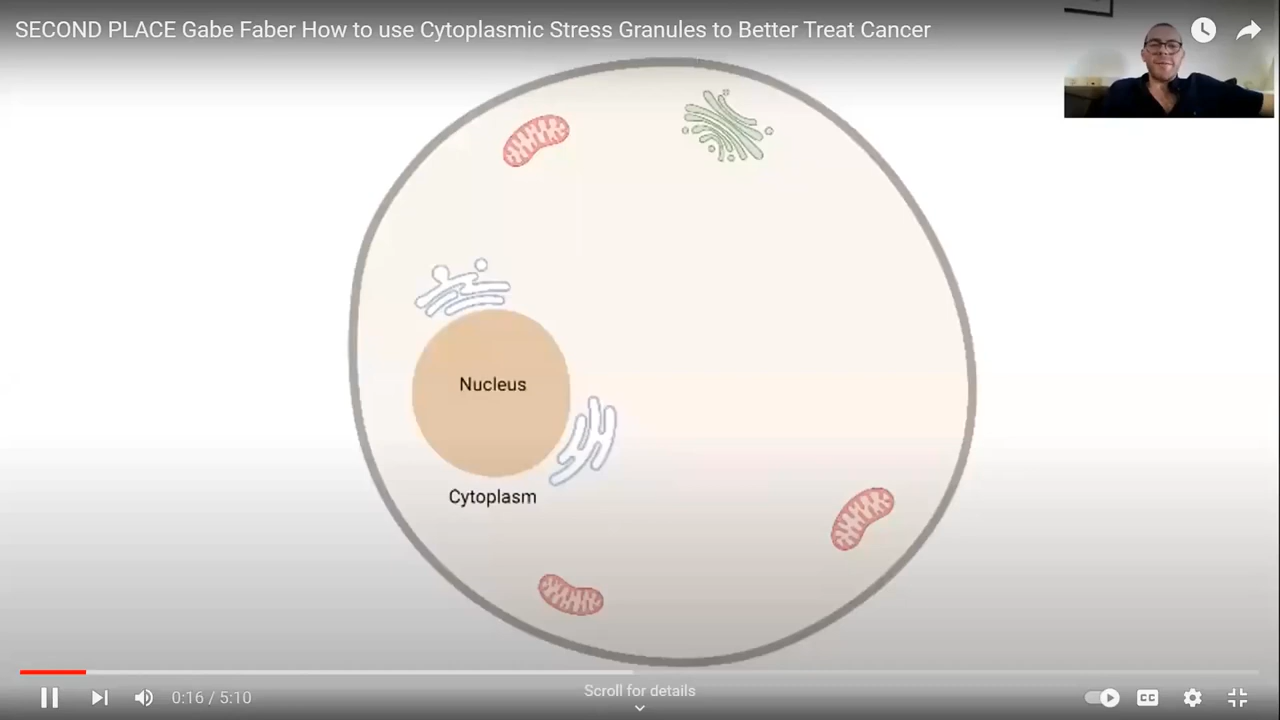 SECOND PLACE Gabe Faber How to use Cytoplasmic Stress Granules to Better Treat Cancer
Nucleus
Cytoplasm
Scroll for details
0:16 / 5:10
CC